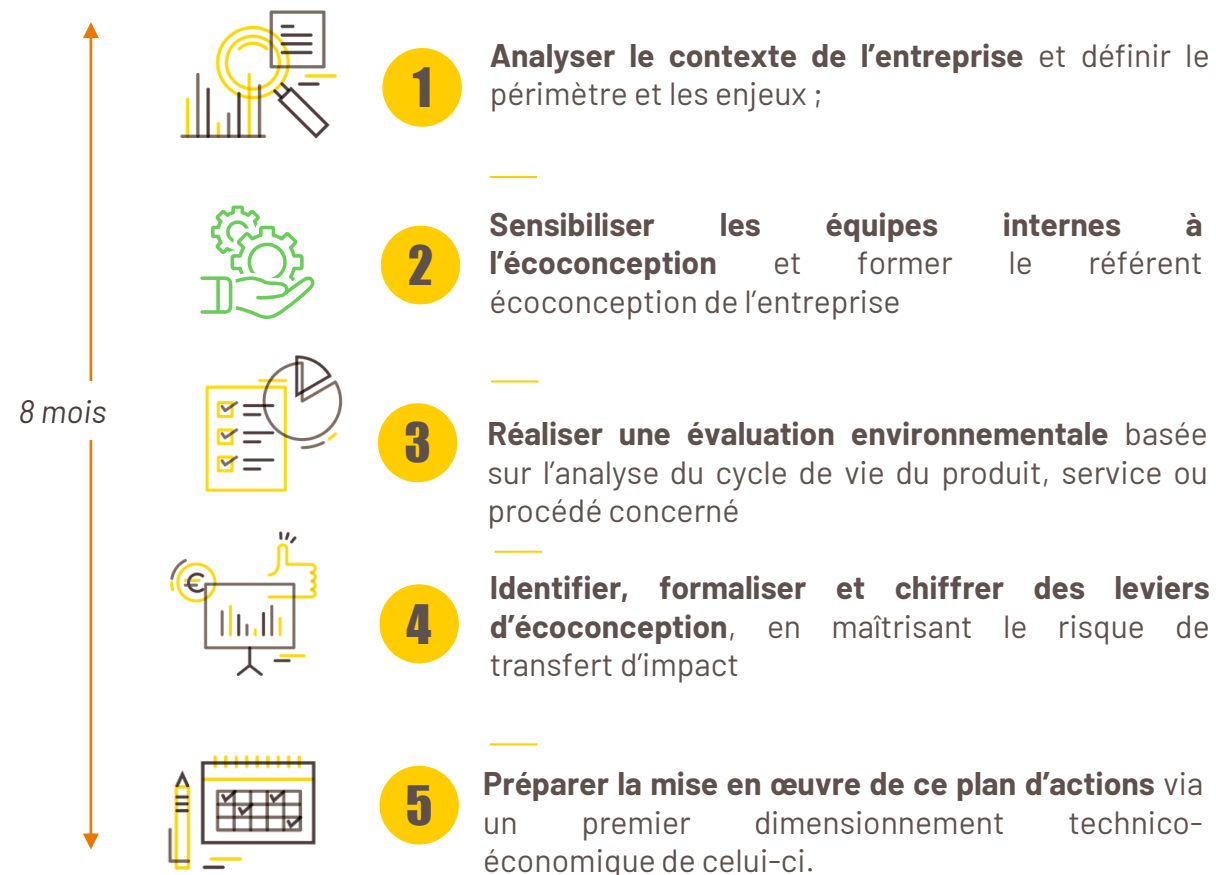 1
Analyser le contexte de l’entreprise et définir le
périmètre et les enjeux ;
2
Sensibiliser les équipes internes à
l’écoconception et former le référent
écoconception de l’entreprise
8 mois
3
Réaliser une évaluation environnementale basée
sur l’analyse du cycle de vie du produit, service ou
procédé concerné
€
4
Identifier, formaliser et chiffrer des leviers
d’écoconception, en maîtrisant le risque de
transfert d’impact
5
Préparer la mise en œuvre de ce plan d’actions via
un premier dimensionnement technico-
économique de celui-ci.